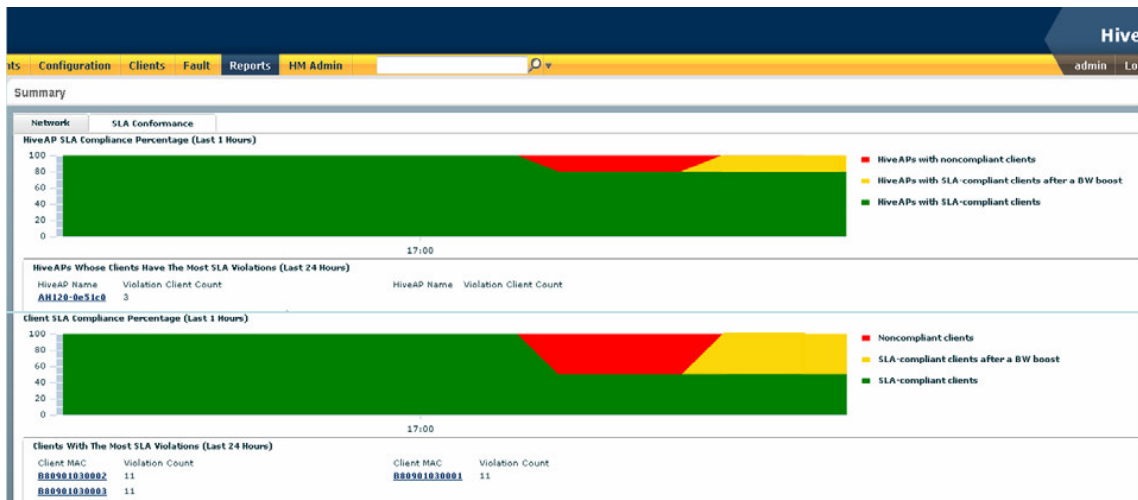 Hive
nts Configuration Clients Fault Reports HM Admin admin Lo
Summary
Network SLA Conformance
HiveAP SLA Compliance Percentage (Last 1 Hours)
100
80
60
40
20
0
17:00
HiveAPs with noncompliant clients
HiveAPs with SLA-compliant clients after a BW boost
HiveAPs with SLA-compliant clients
HiveAPs Whose Clients Have The Most SLA Violations (Last 24 Hours)
HiveAP Name Violation Client Count HiveAP Name Violation Client Count
AH120-0e51c0 3
Client SLA Compliance Percentage (Last 1 Hours)
100
80
60
40
20
0
17:00
Noncompliant clients
SLA-compliant clients after a BW boost
SLA-compliant clients
Clients With The Most SLA Violations (Last 24 Hours)
Client MAC Violation Count Client MAC Violation Count
B80901030002 11 B80901030001 11
B80901030003 11